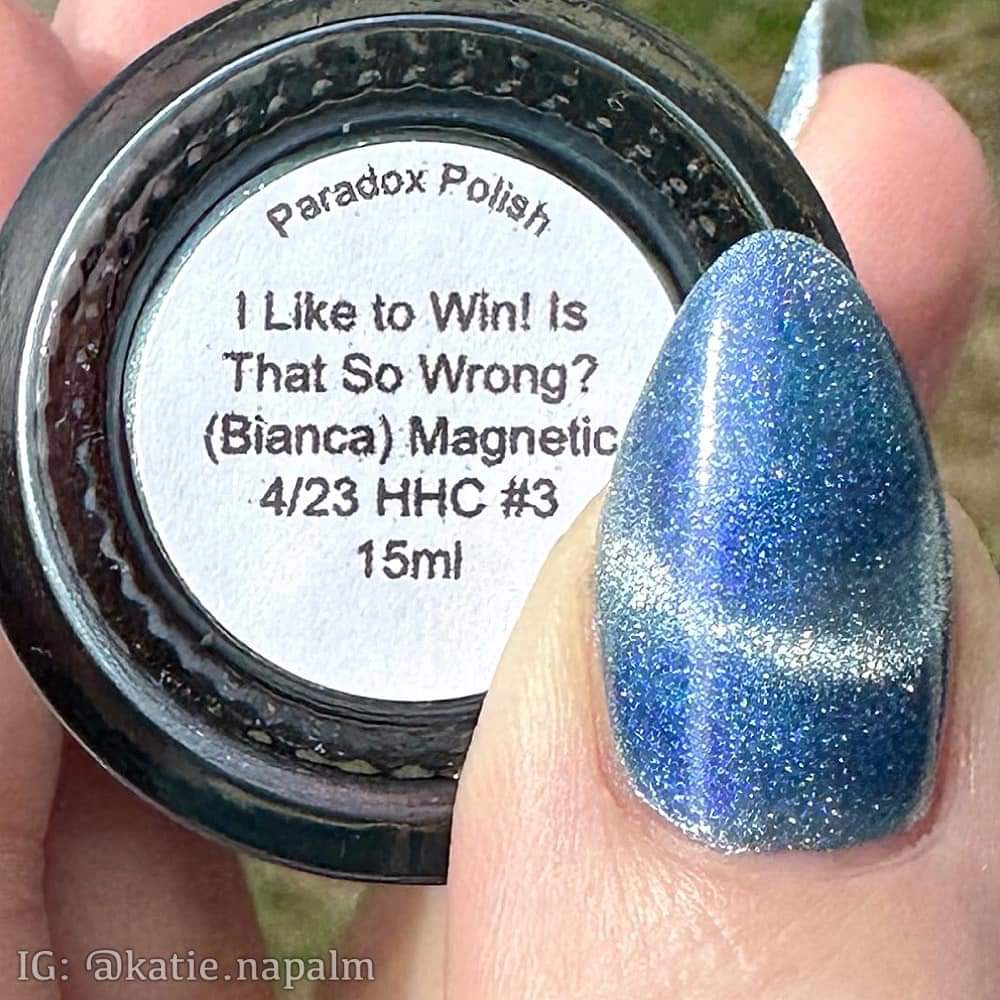 Paradox Polish
I Like to Win! Is
That So Wrong?
(Bianca) Magnetic
4/23 HHC #3
15ml
IG: @katie.napalm